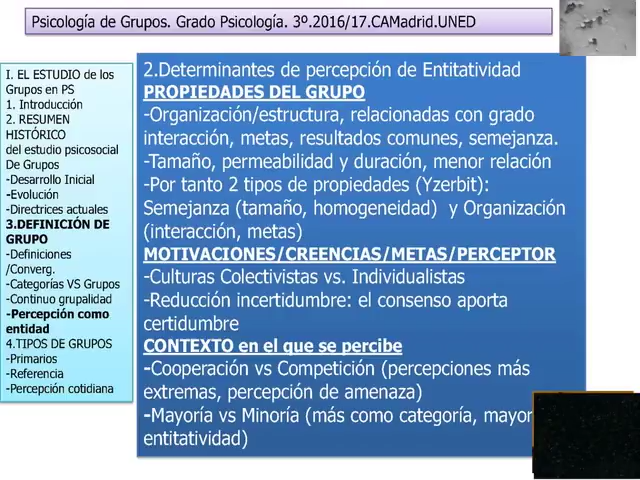 Psicología de Grupos. Grado Psicología. 3º.2016/17.CAMadrid.UNED
I. EL ESTUDIO de los
Grupos en PS
1. Introducción
2. RESUMEN
HISTÓRICO
del estudio psicosocial
De Grupos
-Desarrollo Inicial
-Evolución
-Directrices actuales
3.DEFINICIÓN DE
GRUPO
-Definiciones
/Converg.
-Categorías VS Grupos
-Continuo grupalidad
-Percepción como
entidad
4.TIPOS DE GRUPOS
-Primarios
-Referencia
-Percepción cotidiana
2.Determinantes de percepción de Entitatividad
PROPIEDADES DEL GRUPO
-Organización/estructura, relacionadas con grado
interacción, metas, resultados comunes, semejanza.
-Tamaño, permeabilidad y duración, menor relación
-Por tanto 2 tipos de propiedades (Yzerbit):
Semejanza (tamaño, homogeneidad) y Organización
(interacción, metas)
MOTIVACIONES/CREENCIAS/METAS/PERCEPTOR
-Culturas Colectivistas vs. Individualistas
-Reducción incertidumbre: el consenso aporta
certidumbre
CONTEXTO en el que se percibe
-Cooperación vs Competición (percepciones más
extremas, percepción de amenaza)
-Mayoría vs Minoría (más como categoría, mayor
entitatividad)